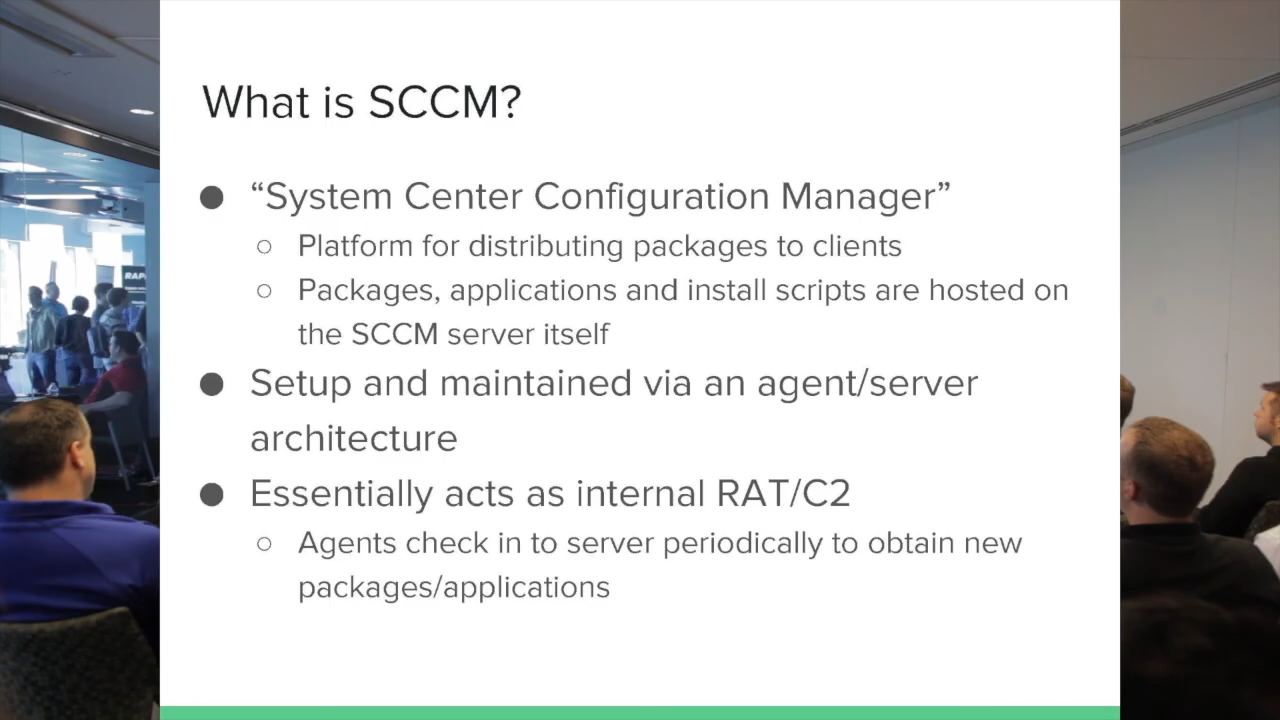 What is SCCM?
● “System Center Configuration Manager”
○ Platform for distributing packages to clients
○ Packages, applications and install scripts are hosted on
the SCCM server itself
● Setup and maintained via an agent/server
architecture
● Essentially acts as internal RAT/C2
○ Agents check in to server periodically to obtain new
packages/applications